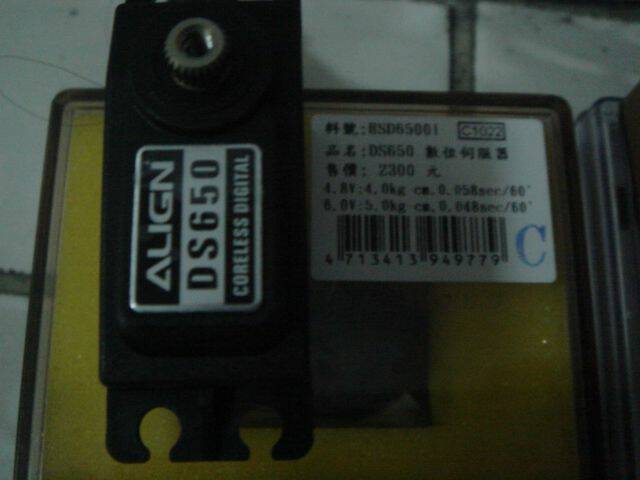 ALIGN
DS650
CORELESS DIGITAL
料號:HSD65001 C1022
品名:DS650 數位伺服器
售價: 2300 元
4.8V:4.0kg cm,0.058sec/60°
6.0V:5.0kg cm,0.048sec/60°
4 713413 949779
C